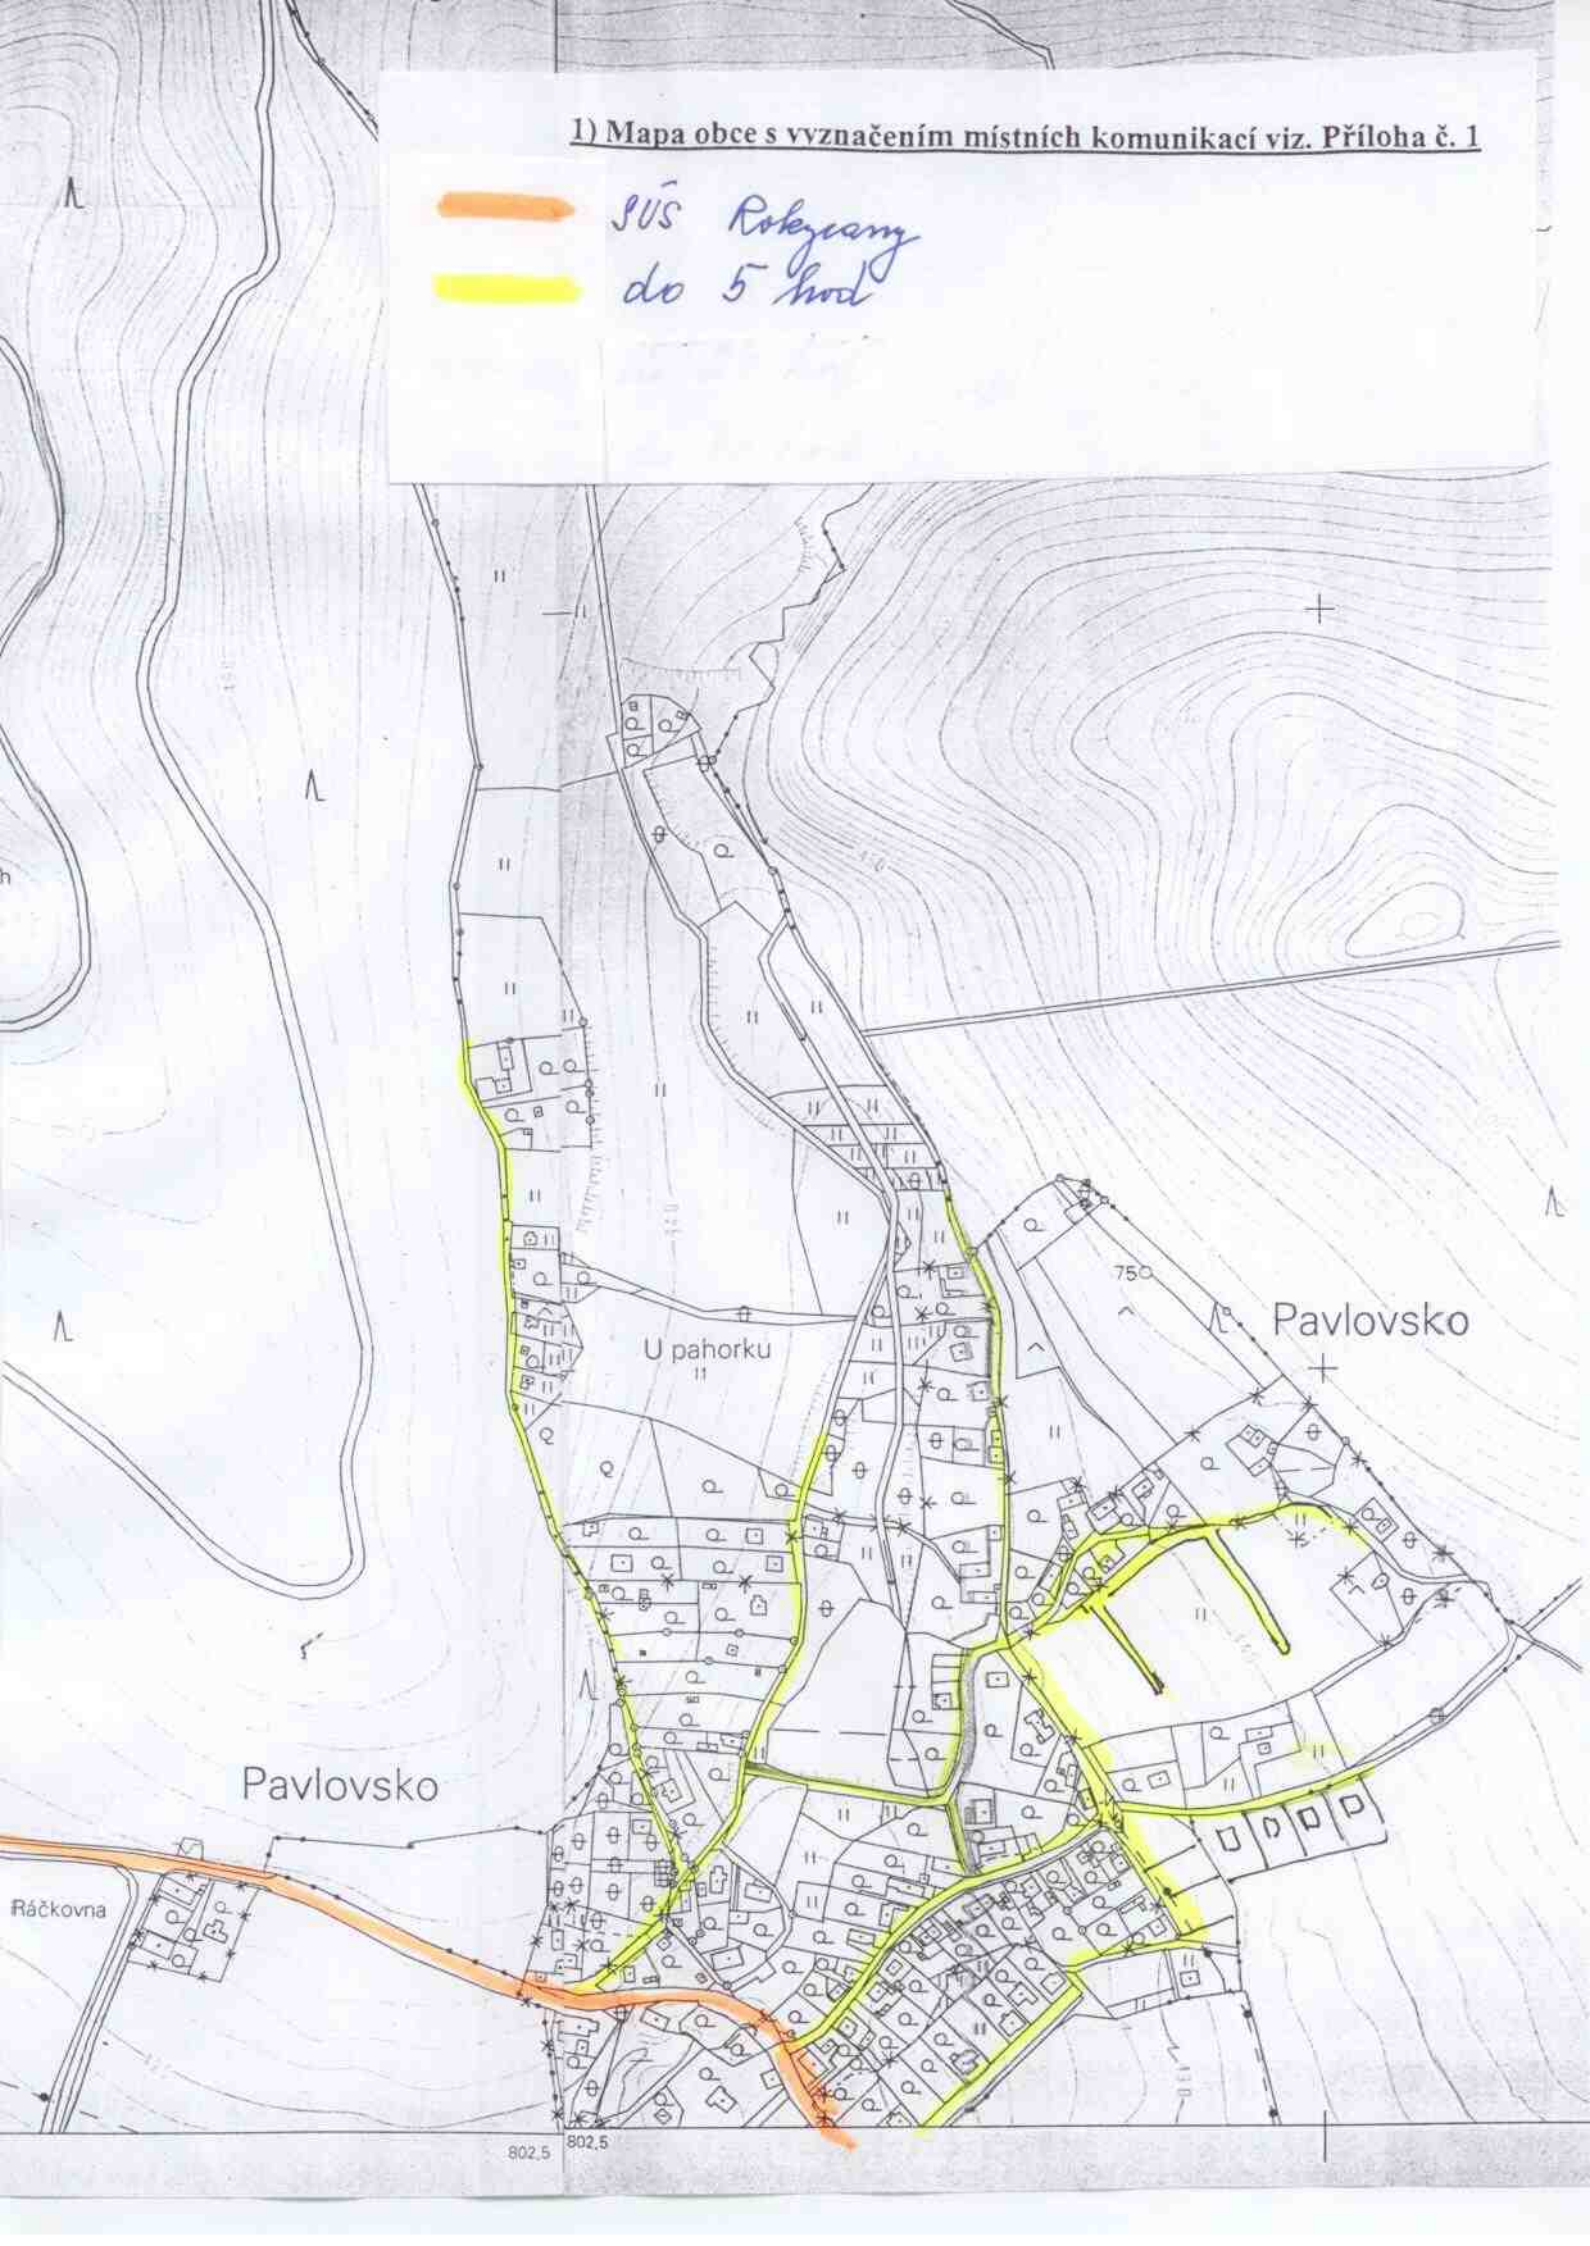 1) Mapa obce s vyznačením místních komunikací viz. Příloha č. 1
SÚS Rokycany
do 5 hod
h
750
Pavlovsko
U pahorku
Pavlovsko
Ráčkovna
802,5
802,5